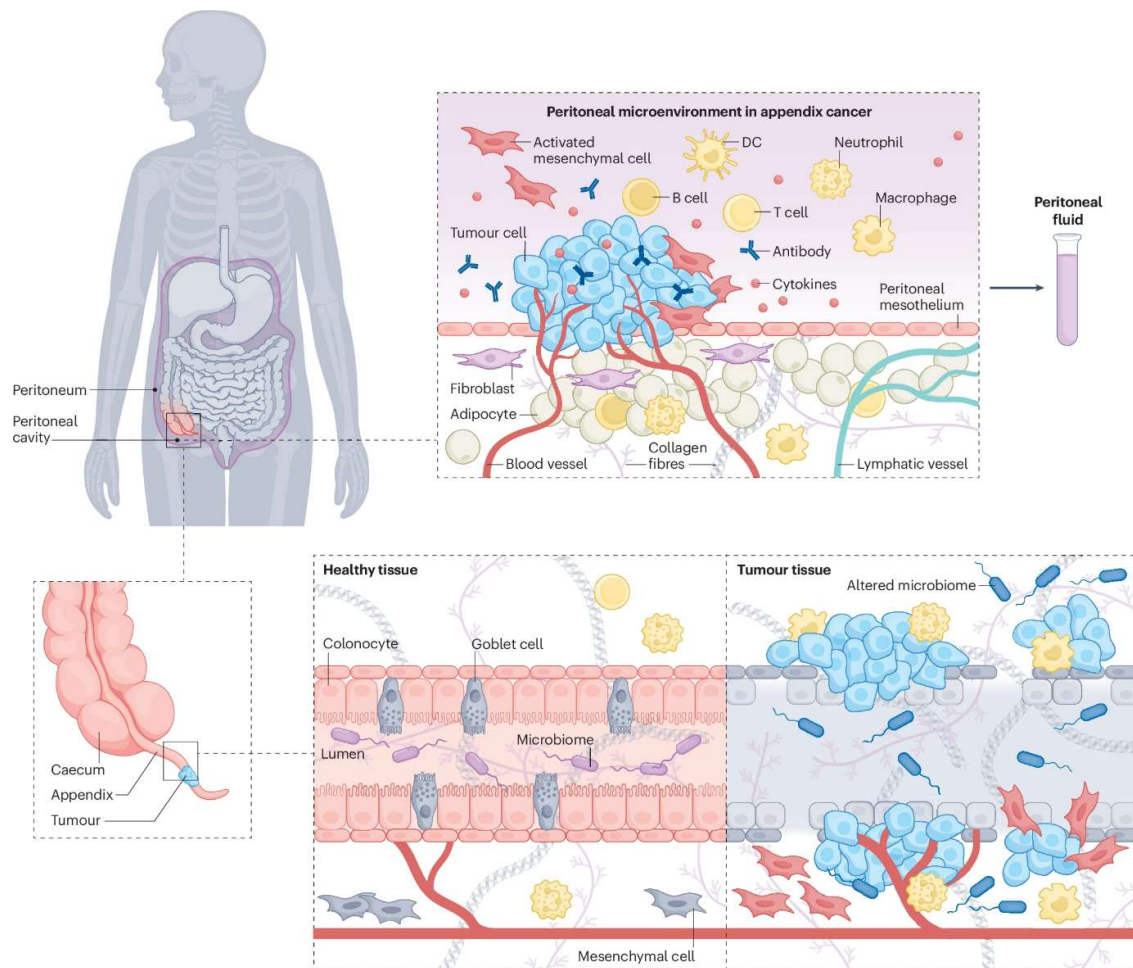 Peritoneal microenvironment in appendix cancer
Activated
mesenchymal cell
DC
Neutrophil
B cell
T cell
Macrophage
Tumour cell
Antibody
Cytokines
Peritoneal
mesothelium
Peritoneal
fluid
Fibroblast
Adipocyte
Blood vessel
Collagen
fibres
Lymphatic vessel
Peritoneum
Peritoneal
cavity
Caecum
Appendix
Tumour
Healthy tissue
Colonocyte
Goblet cell
Lumen
Microbiome
Mesenchymal cell
Tumour tissue
Altered microbiome